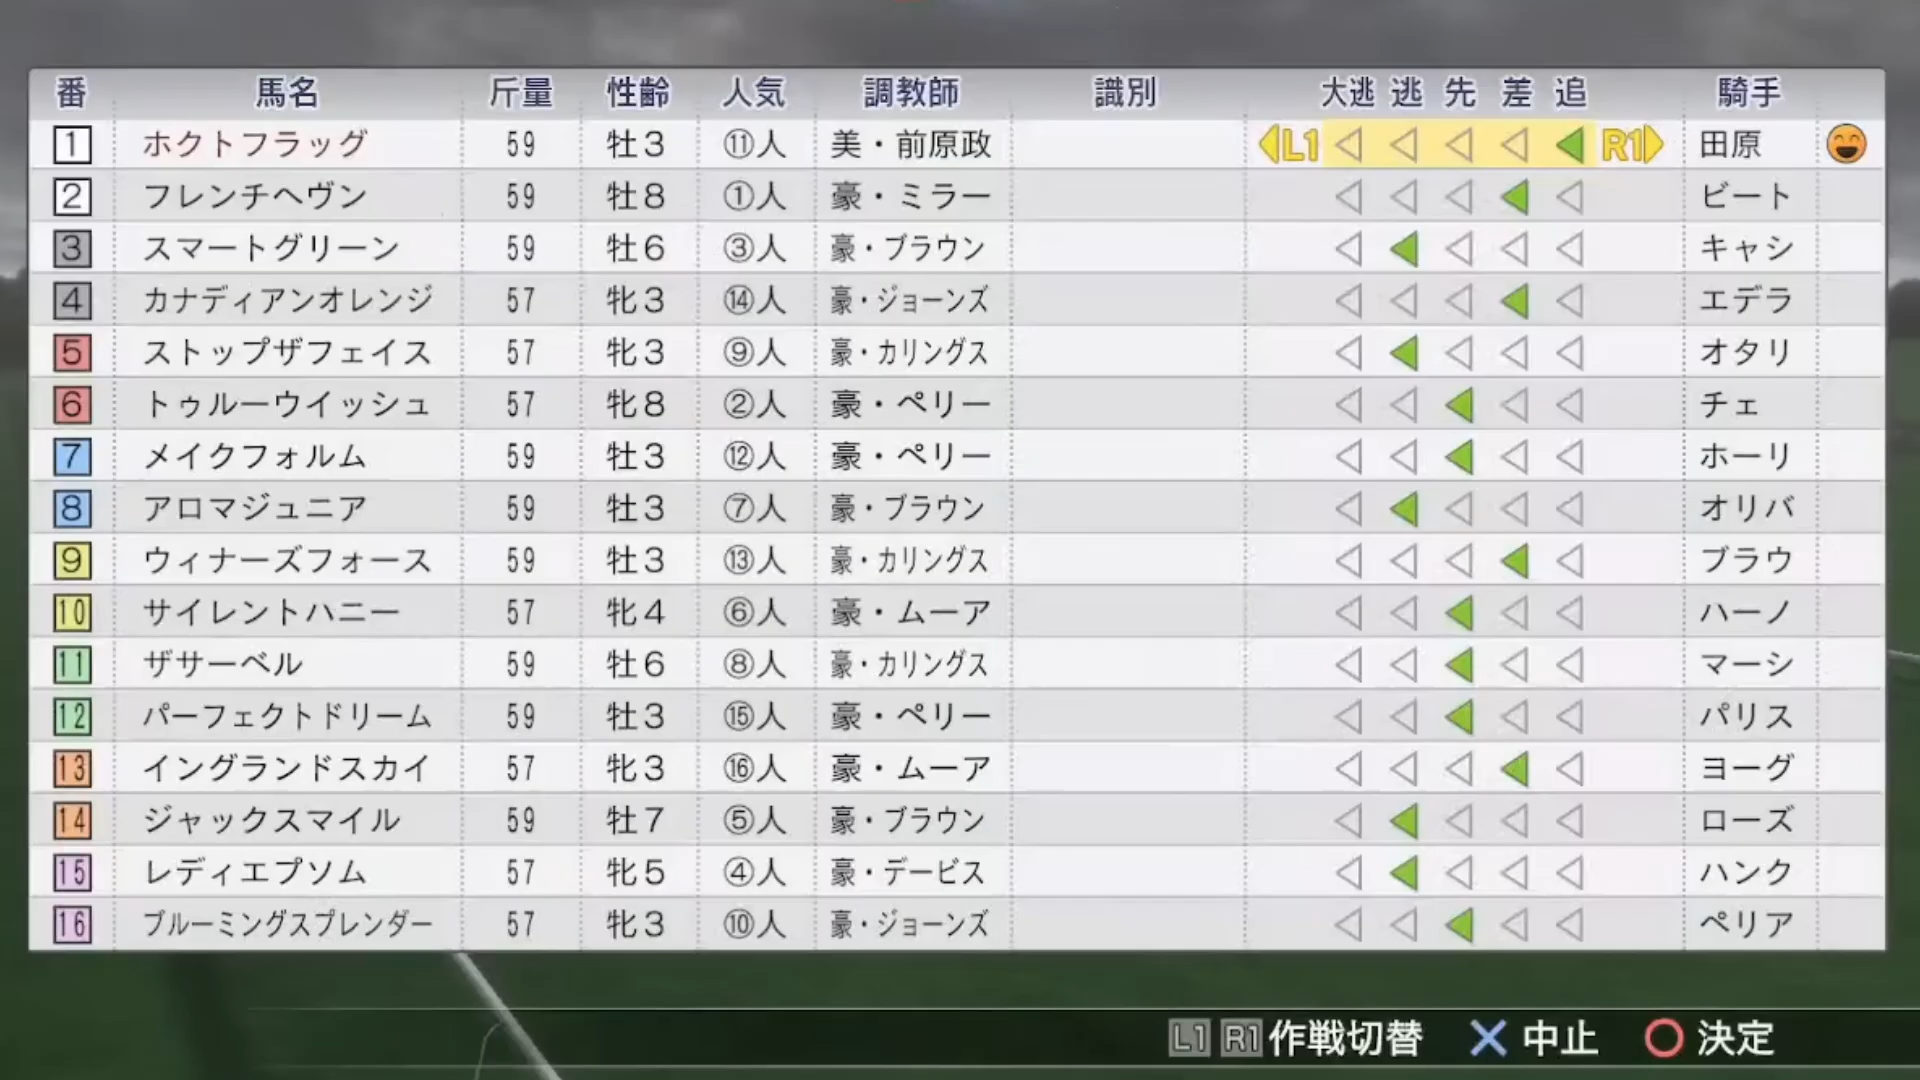 番 馬名 斤量 性齢 人気 調教師 識別 大逃 逃 先 差 追 騎手
1 ホクトフラッグ 59 牡3 ⑪人 美・前原政 L1 R1 田原
2 フレンチヘヴン 59 牡8 ①人 豪・ミラー ビート
3 スマートグリーン 59 牡6 ③人 豪・ブラウン キャシ
4 カナディアンオレンジ 57 牝3 ⑭人 豪・ジョーンズ エデラ
5 ストップザフェイス 57 牝3 ⑨人 豪・カリングス オタリ
6 トゥルーウイッシュ 57 牝8 ②人 豪・ペリー チェ
7 メイクフォルム 59 牡3 ⑫人 豪・ペリー ホーリ
8 アロマジュニア 59 牡3 ⑦人 豪・ブラウン オリバ
9 ウィナーズフォース 59 牡3 ⑬人 豪・カリングス ブラウ
10 サイレントハニー 57 牝4 ⑥人 豪・ムーア ハーノ
11 ザサーベル 59 牡6 ⑧人 豪・カリングス マーシ
12 パーフェクトドリーム 59 牡3 ⑮人 豪・ペリー パリス
13 イングランドスカイ 57 牝3 ⑯人 豪・ムーア ヨーグ
14 ジャックスマイル 59 牡7 ⑤人 豪・ブラウン ローズ
15 レディエプソム 57 牝5 ④人 豪・デービス ハンク
16 ブルーミングスプレンダー 57 牝3 ⑩人 豪・ジョーンズ ペリア
L1 R1 作戦切替 中止 決定